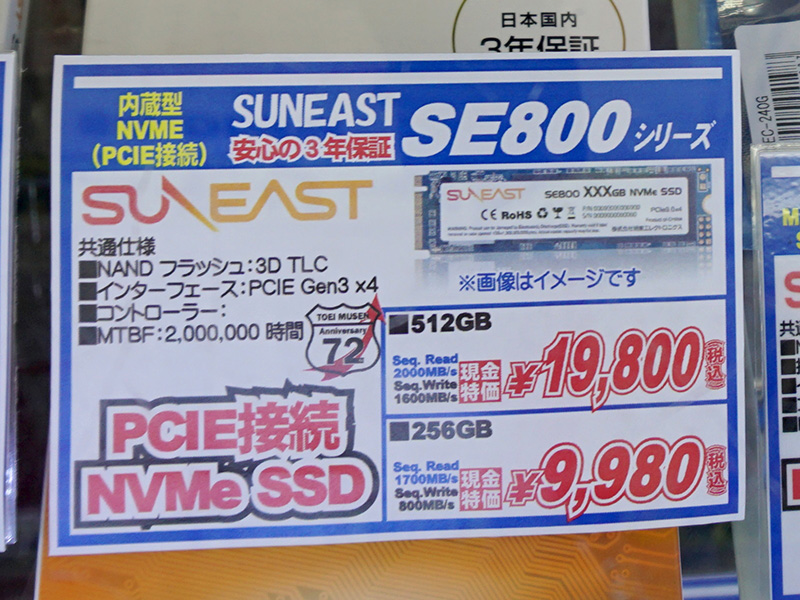 日本国内
3年保証
EC-240G
内蔵型
NVME
(PCIE接続)
SUNEAST
安心の3年保証
SE800 シリーズ
SUNEAST
共通仕様
■NAND フラッシュ：3D TLC
■インターフェース：PCIE Gen3 x4
■コントローラー：
■MTBF：2,000,000 時間
TOEI MUSEN
Anniversary
72
PCIE接続
NVMe SSD
SUNEAST
SE800 XXXGB NVMe SSD
CE RoHS
PCIe3.0x4
※画像はイメージです
■512GB
Seq. Read
2000MB/s
Seq.Write
1600MB/s
現金
特価
¥19,800
(税込)
■256GB
Seq. Read
1700MB/s
Seq.Write
800MB/s
現金
特価
¥9,980
(税込)